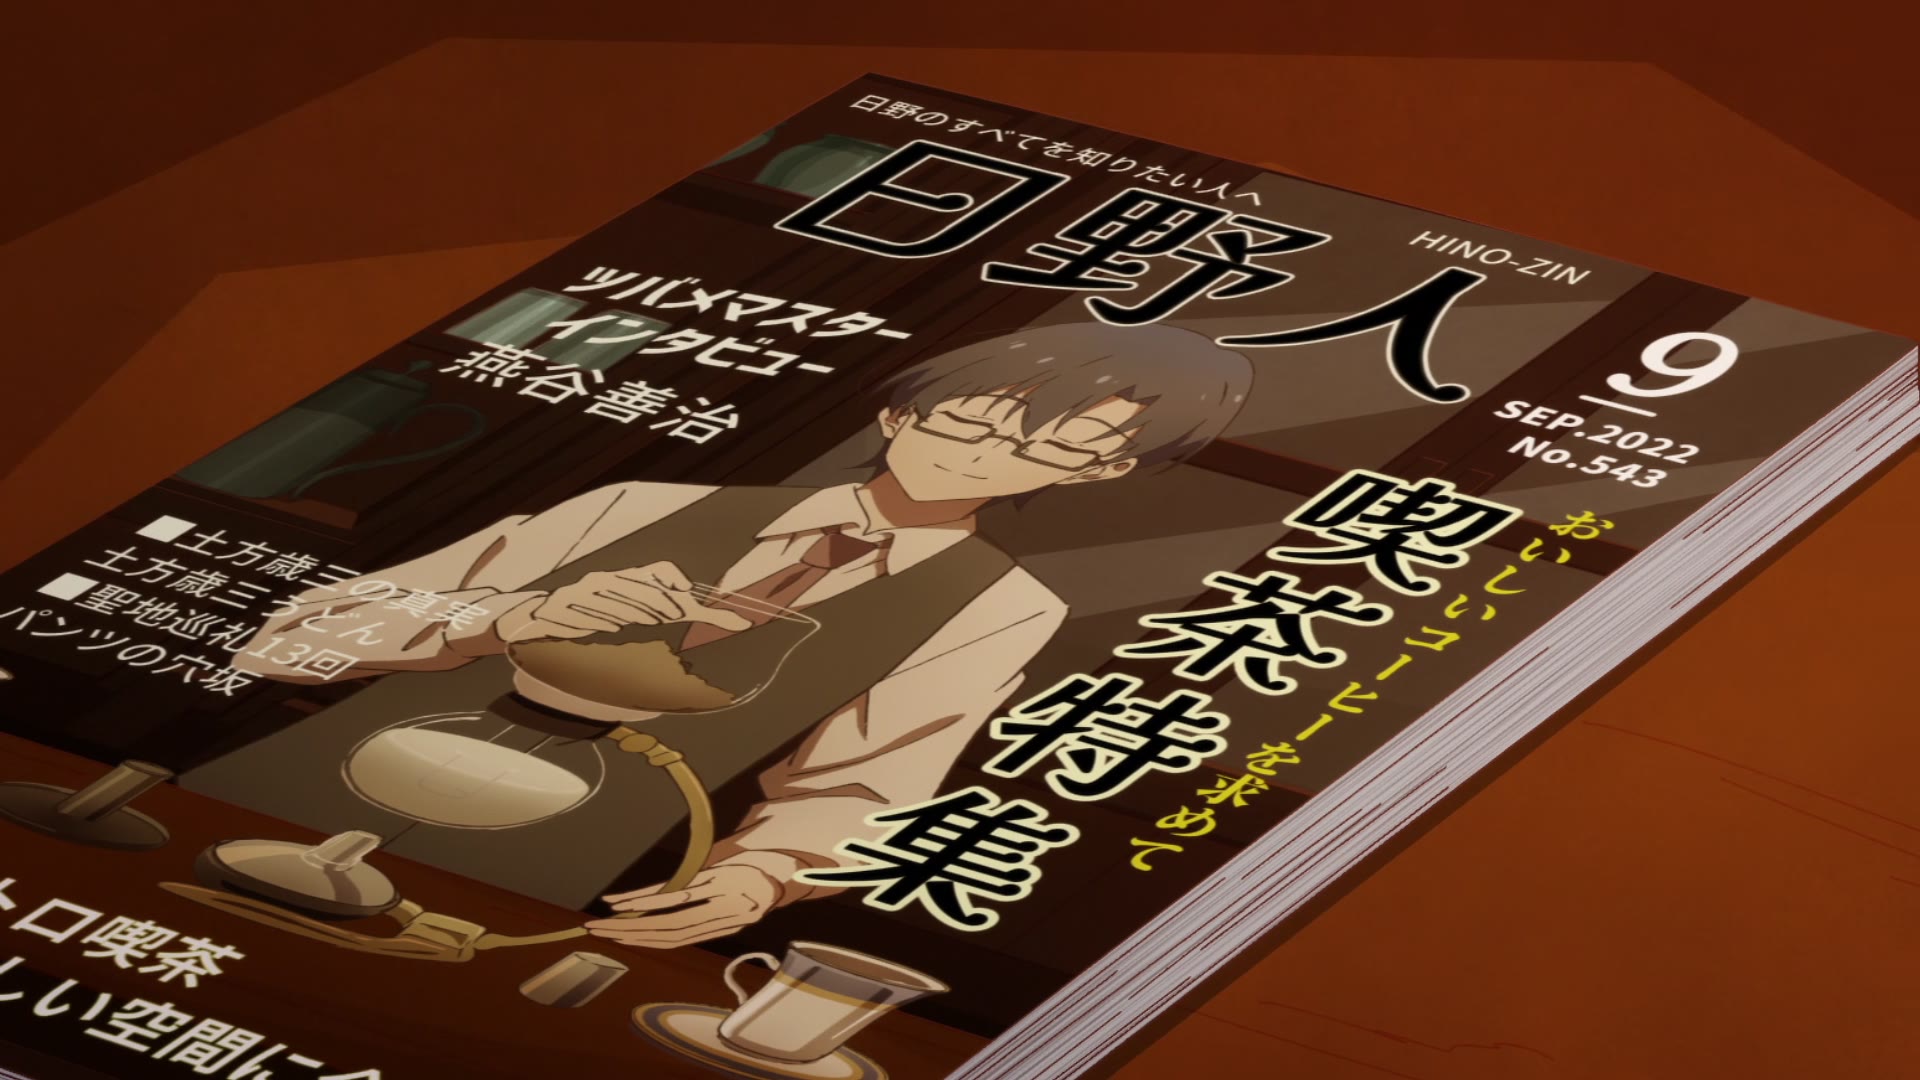 日野のすべてを知りたい人へ
日野人
HINO-ZIN
9
SEP.2022
No.543
ツバメマスター
インタビュー
燕谷善治
おいしいコーヒーを求めて
喫茶特集
■土方歳三の真実
土方歳三うどん
■聖地巡礼13回
パンツの穴坂
トロ喫茶
しい空間に